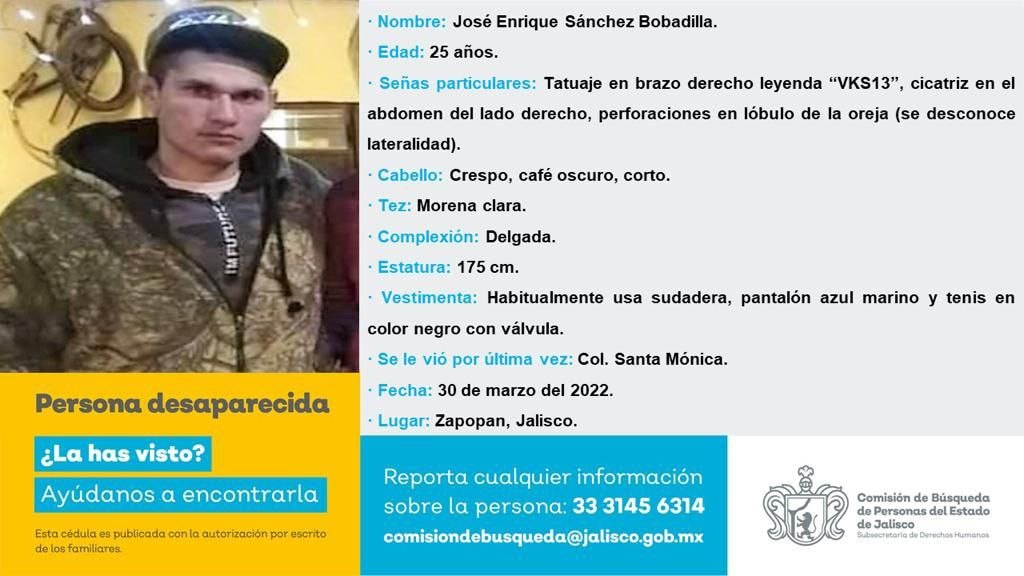 · Nombre: José Enrique Sánchez Bobadilla.
· Edad: 25 años.
· Señas particulares: Tatuaje en brazo derecho leyenda “VKS13”, cicatriz en el
abdomen del lado derecho, perforaciones en lóbulo de la oreja (se desconoce
lateralidad).
· Cabello: Crespo, café oscuro, corto.
· Tez: Morena clara.
· Complexión: Delgada.
· Estatura: 175 cm.
· Vestimenta: Habitualmente usa sudadera, pantalón azul marino y tenis en
color negro con válvula.
· Se le vió por última vez: Col. Santa Mónica.
· Fecha: 30 de marzo del 2022.
· Lugar: Zapopan, Jalisco.
Persona desaparecida
¿La has visto?
Ayúdanos a encontrarla
Esta cédula es publicada con la autorización por escrito
de los familiares.
Reporta cualquier información
sobre la persona: 33 3145 6314
comisiondebusqueda@jalisco.gob.mx
Comisión de Búsqueda
de Personas del Estado
de Jalisco
Subsecretaría de Derechos Humanos